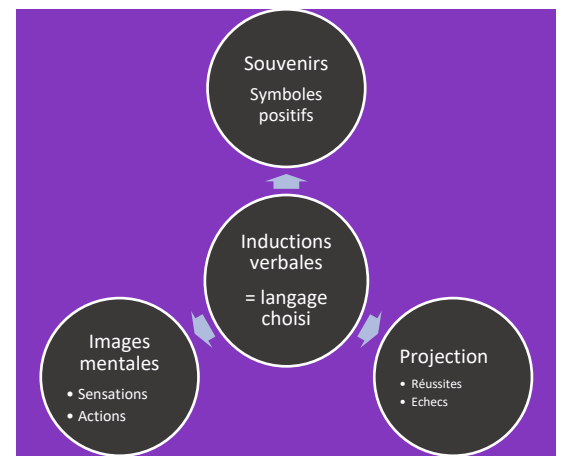 Souvenirs
Symboles
positifs
Inductions
verbales
= langage
choisi
Images
mentales
• Sensations
• Actions
Projection
• Réussites
• Echecs